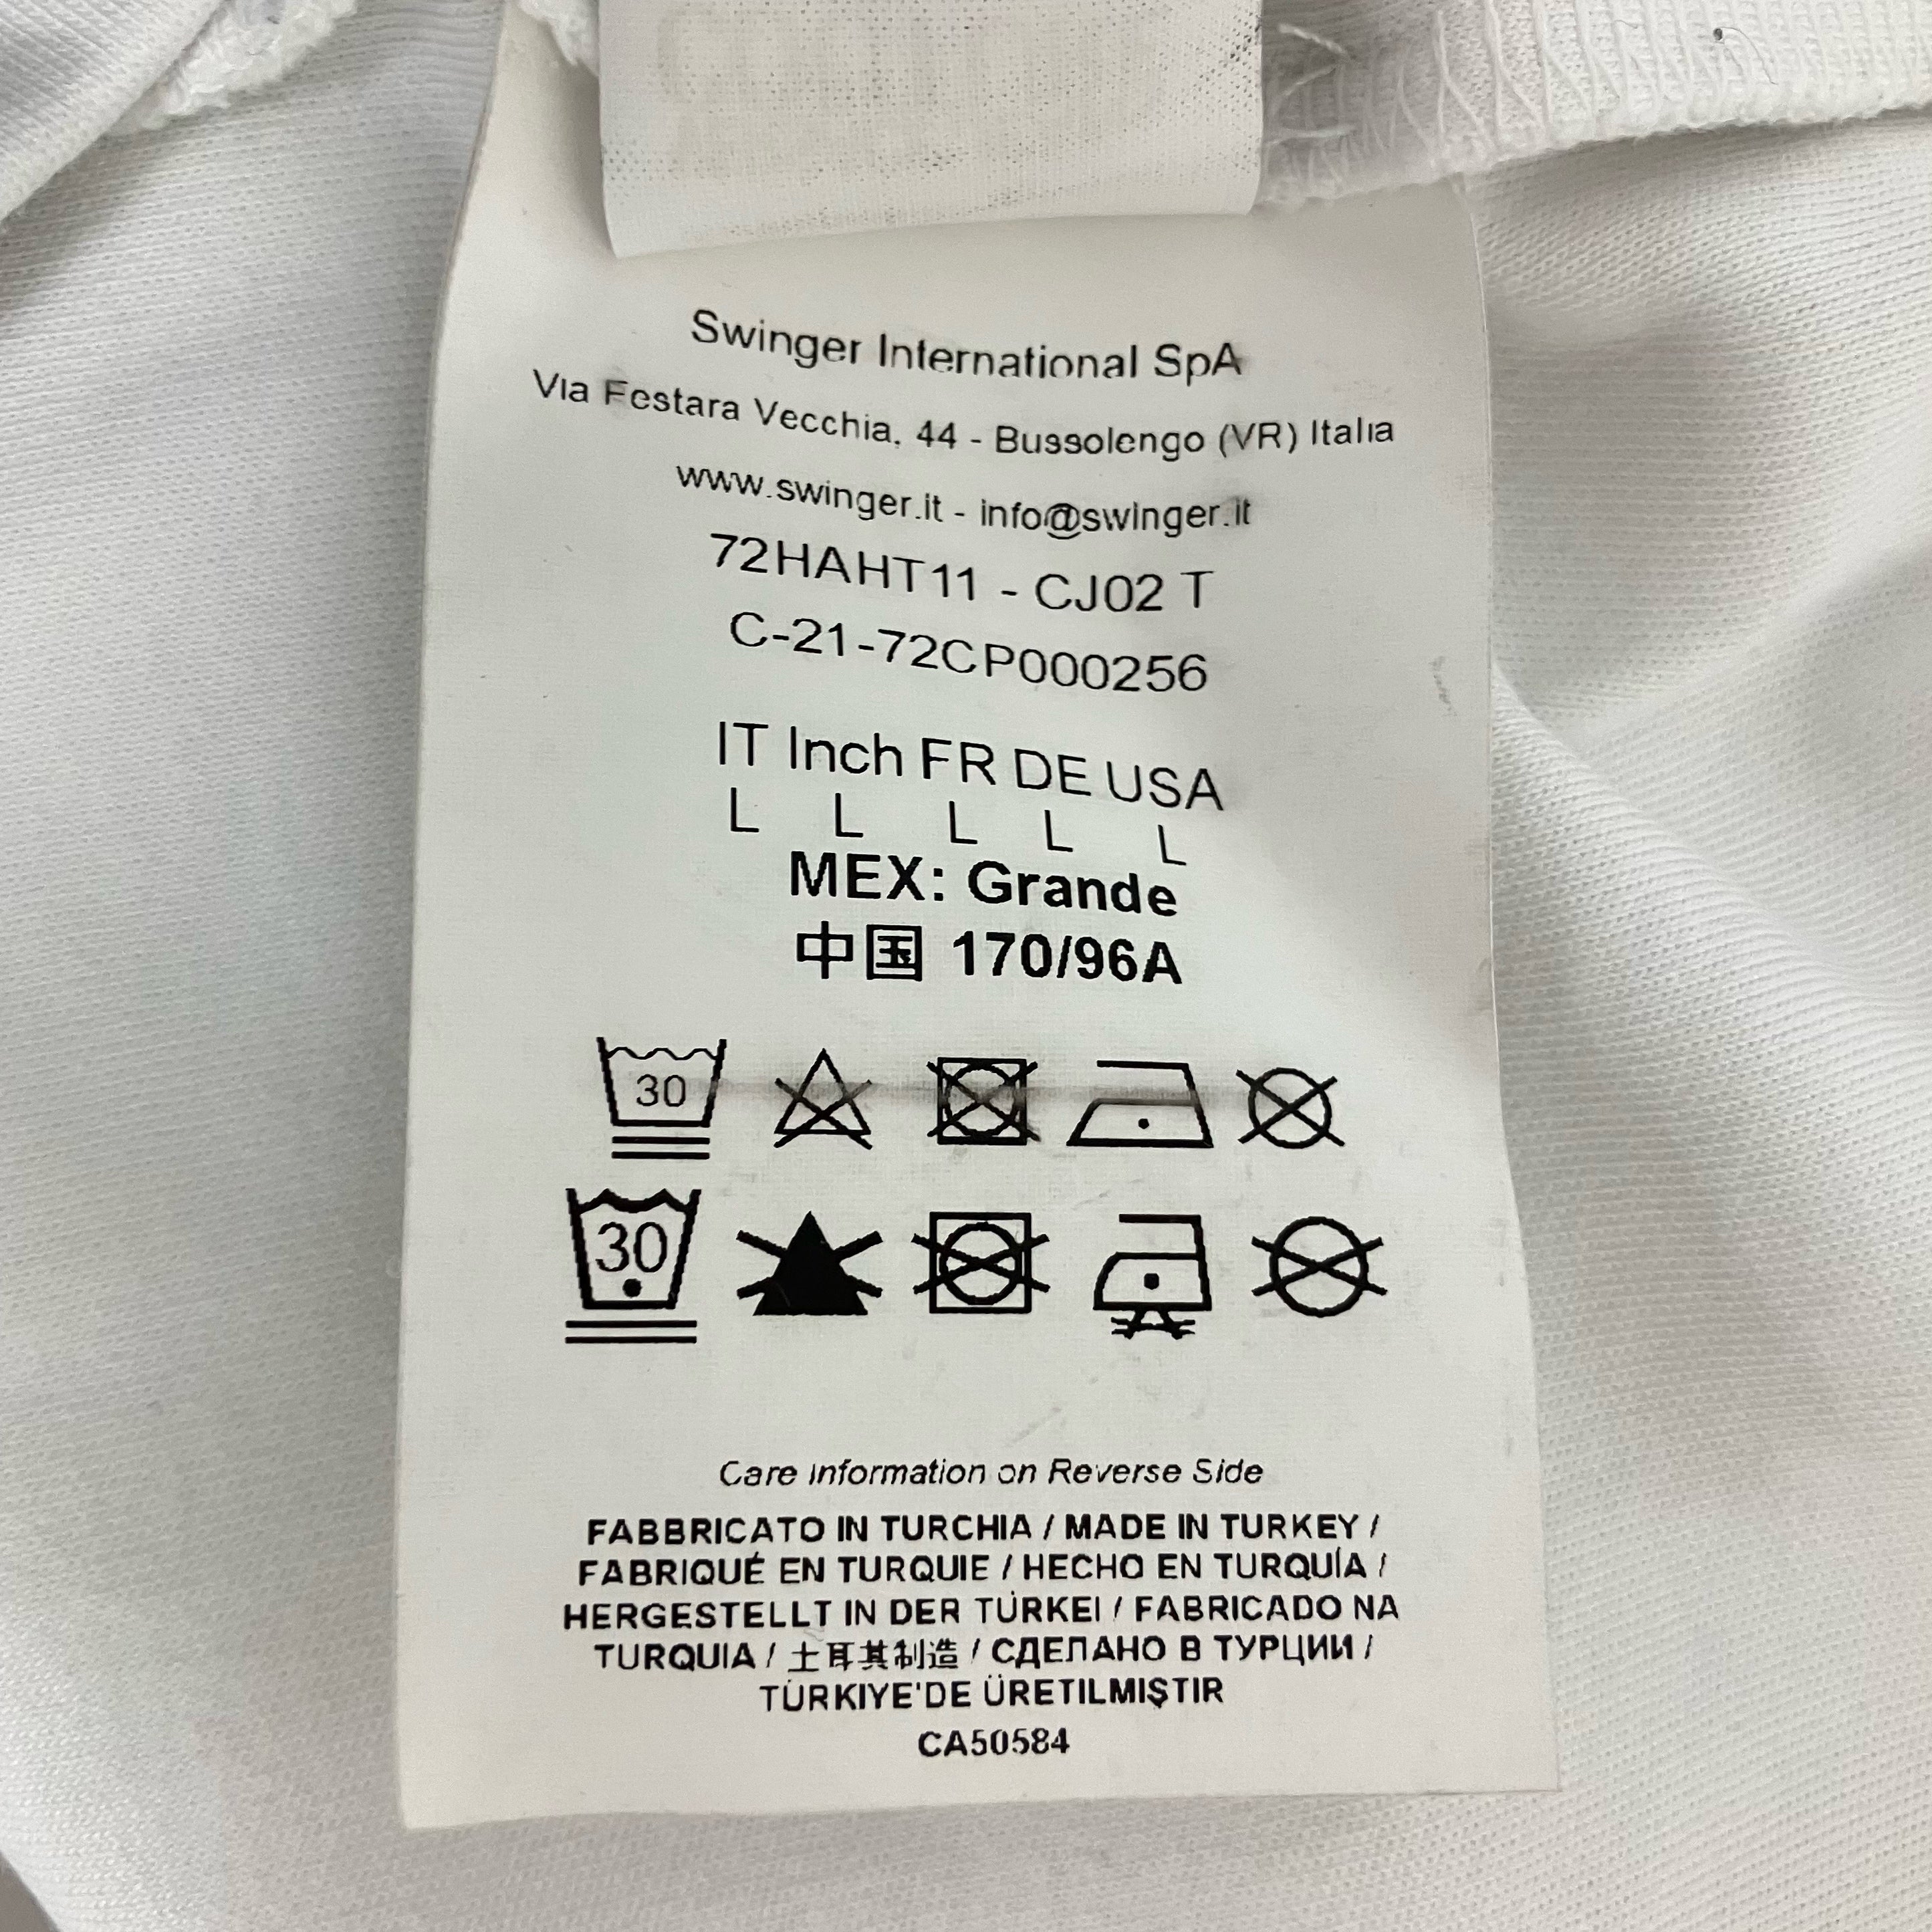 Swinger International SpA
Via Festara Vecchia, 44 - Bussolengo (VR) Italia
www.swinger.it - info@swinger.it
72HAHT11 - CJ02 T
C-21-72CP000256
IT Inch FR DE USA
L L L L L
MEX: Grande
中国 170/96A
30
30
Care Information on Reverse Side
FABBRICATO IN TURCHIA / MADE IN TURKEY /
FABRIQUÉ EN TURQUIE / HECHO EN TURQUÍA /
HERGESTELLT IN DER TÜRKEI / FABRICADO NA
TURQUIA / 土耳其制造 / СДЕЛАНО В ТУРЦИИ /
TÜRKIYE'DE ÜRETILMIŞTIR
CA50584